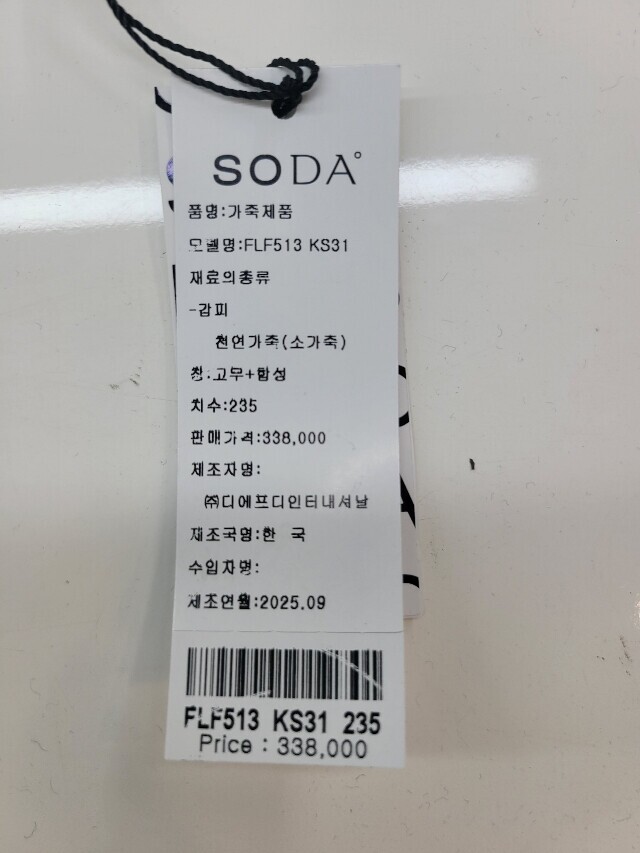 SODA°
품명:가죽제품
모델명:FLF513 KS31
재료의종류
-갑피
천연가죽(소가죽)
창:고무+합성
치수:235
판매가격:338,000
제조자명:
㈜디에프디인터내셔날
제조국명:한 국
수입자명:
제조연월:2025.09
FLF513 KS31 235
Price : 338,000